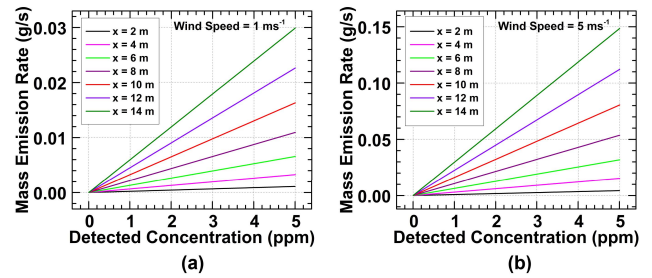 Wind Speed = 1 ms⁻¹
x = 2 m
x = 4 m
x = 6 m
x = 8 m
x = 10 m
x = 12 m
x = 14 m
Mass Emission Rate (g/s)
0.03
0.02
0.01
0.00
0 1 2 3 4 5
Detected Concentration (ppm)
(a)
Wind Speed = 5 ms⁻¹
x = 2 m
x = 4 m
x = 6 m
x = 8 m
x = 10 m
x = 12 m
x = 14 m
Mass Emission Rate (g/s)
0.15
0.10
0.05
0.00
0 1 2 3 4 5
Detected Concentration (ppm)
(b)